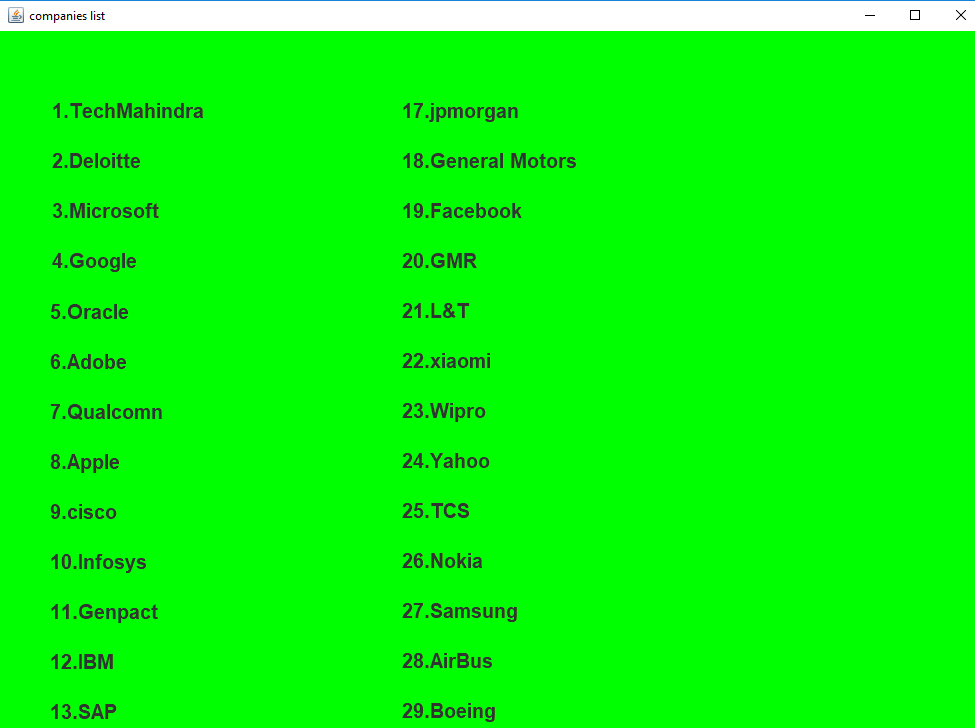 companies list
1.TechMahindra
2.Deloitte
3.Microsoft
4.Google
5.Oracle
6.Adobe
7.Qualcomn
8.Apple
9.cisco
10.Infosys
11.Genpact
12.IBM
13.SAP
17.jpmorgan
18.General Motors
19.Facebook
20.GMR
21.L&T
22.xiaomi
23.Wipro
24.Yahoo
25.TCS
26.Nokia
27.Samsung
28.AirBus
29.Boeing